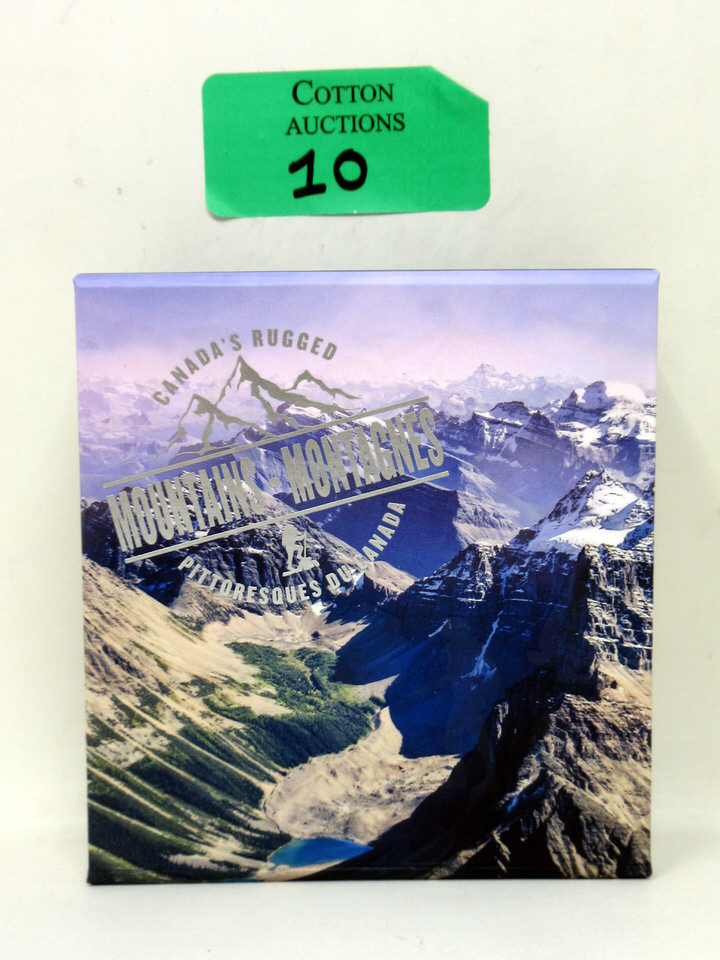 COTTON
AUCTIONS
10
CANADA'S RUGGED
MOUNTAINS - MONTAGNES
PITTORESQUES DU CANADA